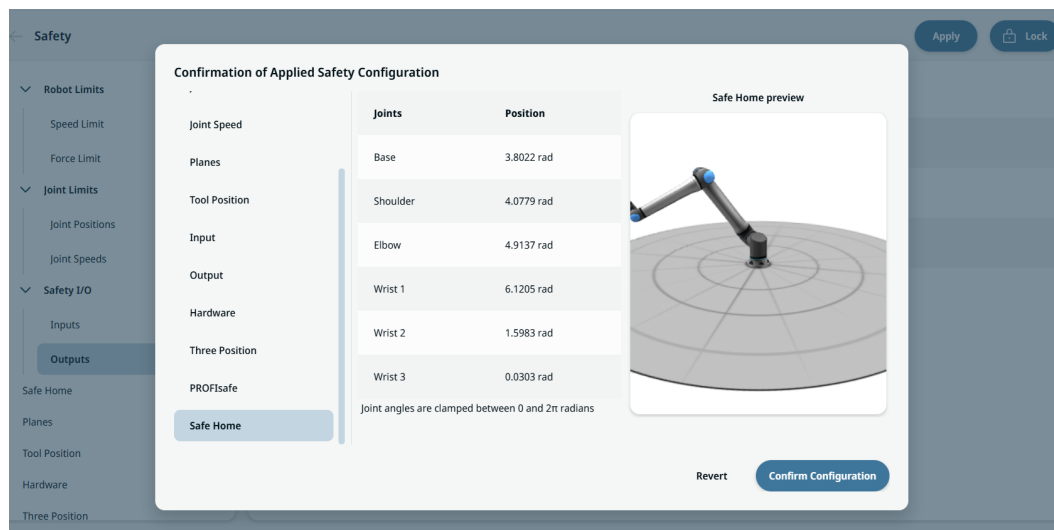 Safety
Apply
Lock
Robot Limits
Speed Limit
Force Limit
Joint Limits
Joint Positions
Joint Speeds
Safety I/O
Inputs
Outputs
Safe Home
Planes
Tool Position
Hardware
Three Position
Confirmation of Applied Safety Configuration
Joint Speed
Planes
Tool Position
Input
Output
Hardware
Three Position
PROFIsafe
Safe Home
Joints Position
Base 3.8022 rad
Shoulder 4.0779 rad
Elbow 4.9137 rad
Wrist 1 6.1205 rad
Wrist 2 1.5983 rad
Wrist 3 0.0303 rad
Joint angles are clamped between 0 and 2π radians
Safe Home preview
Revert
Confirm Configuration